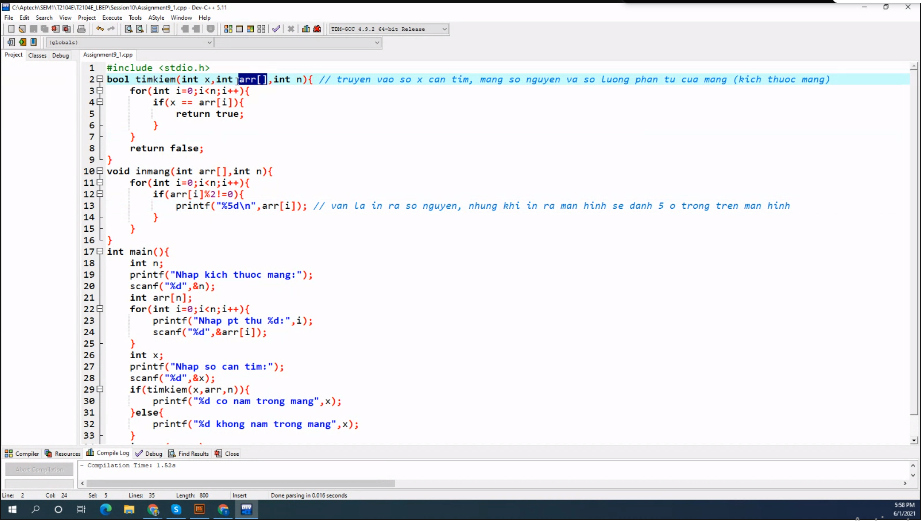 C:\Aptech\SEM1\T2104E\T2104E_LBEP\Assignment9_1.cpp - Dev-C++ 5.11
File Edit Search View Project Execute Tools AStyle Window Help
TDM-GCC 4.9.2 64-bit Release
(globals)
Project Classes Debug Assignment9_1.cpp
1 #include <stdio.h>
2 bool timkiem(int x,int arr[],int n){ // truyen vao so x can tim, mang so nguyen va so luong phan tu cua mang (kich thuoc mang)
3 for(int i=0;i<n;i++){
4 if(x == arr[i]){
5 return true;
6 }
7 }
8 return false;
9 }
10 void inmang(int arr[],int n){
11 for(int i=0;i<n;i++){
12 if(arr[i]%2!=0){
13 printf("%5d\n",arr[i]); // van la in ra so nguyen, nhung khi in ra man hinh se danh 5 o trong tren man hinh
14 }
15 }
16 }
17 int main(){
18 int n;
19 printf("Nhap kich thuoc mang:");
20 scanf("%d",&n);
21 int arr[n];
22 for(int i=0;i<n;i++){
23 printf("Nhap pt thu %d:",i);
24 scanf("%d",&arr[i]);
25 }
26 int x;
27 printf("Nhap so can tim:");
28 scanf("%d",&x);
29 if(timkiem(x,arr,n)){
30 printf("%d co nam trong mang",x);
31 }else{
32 printf("%d khong nam trong mang",x);
33 }
Compiler Resources Compile Log Debug Find Results Close
Abort Compilation - Compilation Time: 1.52s
Line: 2 Col: 24 Sel: 5 Lines: 35 Length: 800 Insert Done parsing in 0.016 seconds
5:58 PM
6/1/2021